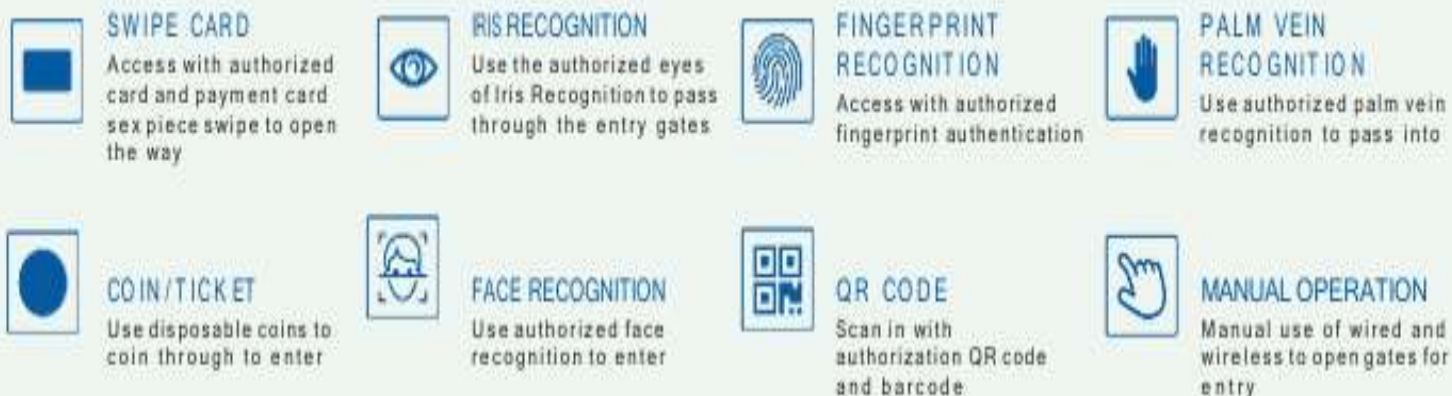 SWIPE CARD
Access with authorized
card and payment card
sex piece swipe to open
the way
IRIS RECOGNITION
Use the authorized eyes
of Iris Recognition to pass
through the entry gates
FINGERPRINT
RECOGNITION
Access with authorized
fingerprint authentication
PALM VEIN
RECOGNITION
Use authorized palm vein
recognition to pass into
COIN/TICKET
Use disposable coins to
coin through to enter
FACE RECOGNITION
Use authorized face
recognition to enter
QR CODE
Scan in with
authorization QR code
and barcode
MANUAL OPERATION
Manual use of wired and
wireless to open gates for
entry